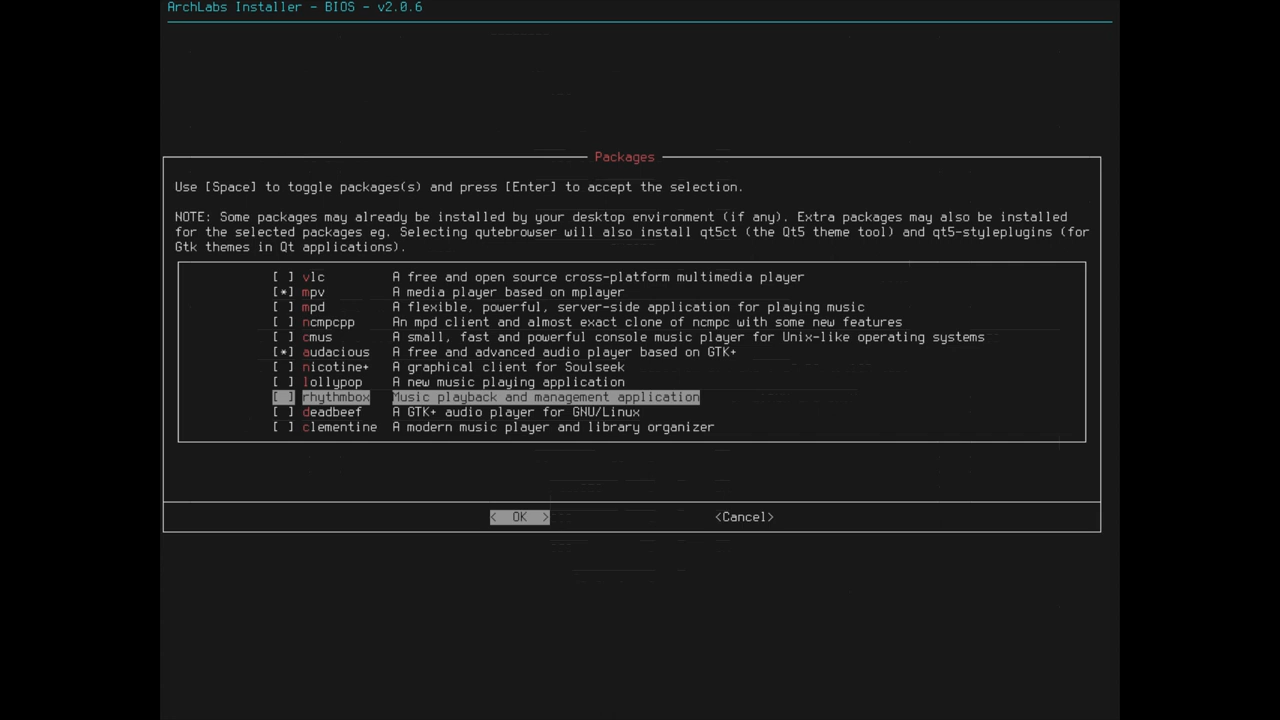 ArchLabs Installer - BIOS - v2.0.6
Packages
Use [Space] to toggle packages(s) and press [Enter] to accept the selection.
NOTE: Some packages may already be installed by your desktop environment (if any). Extra packages may also be installed
for the selected packages eg. Selecting qutebrowser will also install qt5ct (the Qt5 theme tool) and qt5-styleplugins (for
Gtk themes in Qt applications).
[ ] vlc A free and open source cross-platform multimedia player
[*] mpv A media player based on mplayer
[ ] mpd A flexible, powerful, server-side application for playing music
[ ] ncmpcpp An mpd client and almost exact clone of ncmpc with some new features
[ ] cmus A small, fast and powerful console music player for Unix-like operating systems
[*] audacious A free and advanced audio player based on GTK+
[ ] nicotine+ A graphical client for Soulseek
[ ] lollypop A new music playing application
[ ] rhythmbox Music playback and management application
[ ] deadbeef A GTK+ audio player for GNU/Linux
[ ] clementine A modern music player and library organizer
< OK > <Cancel>